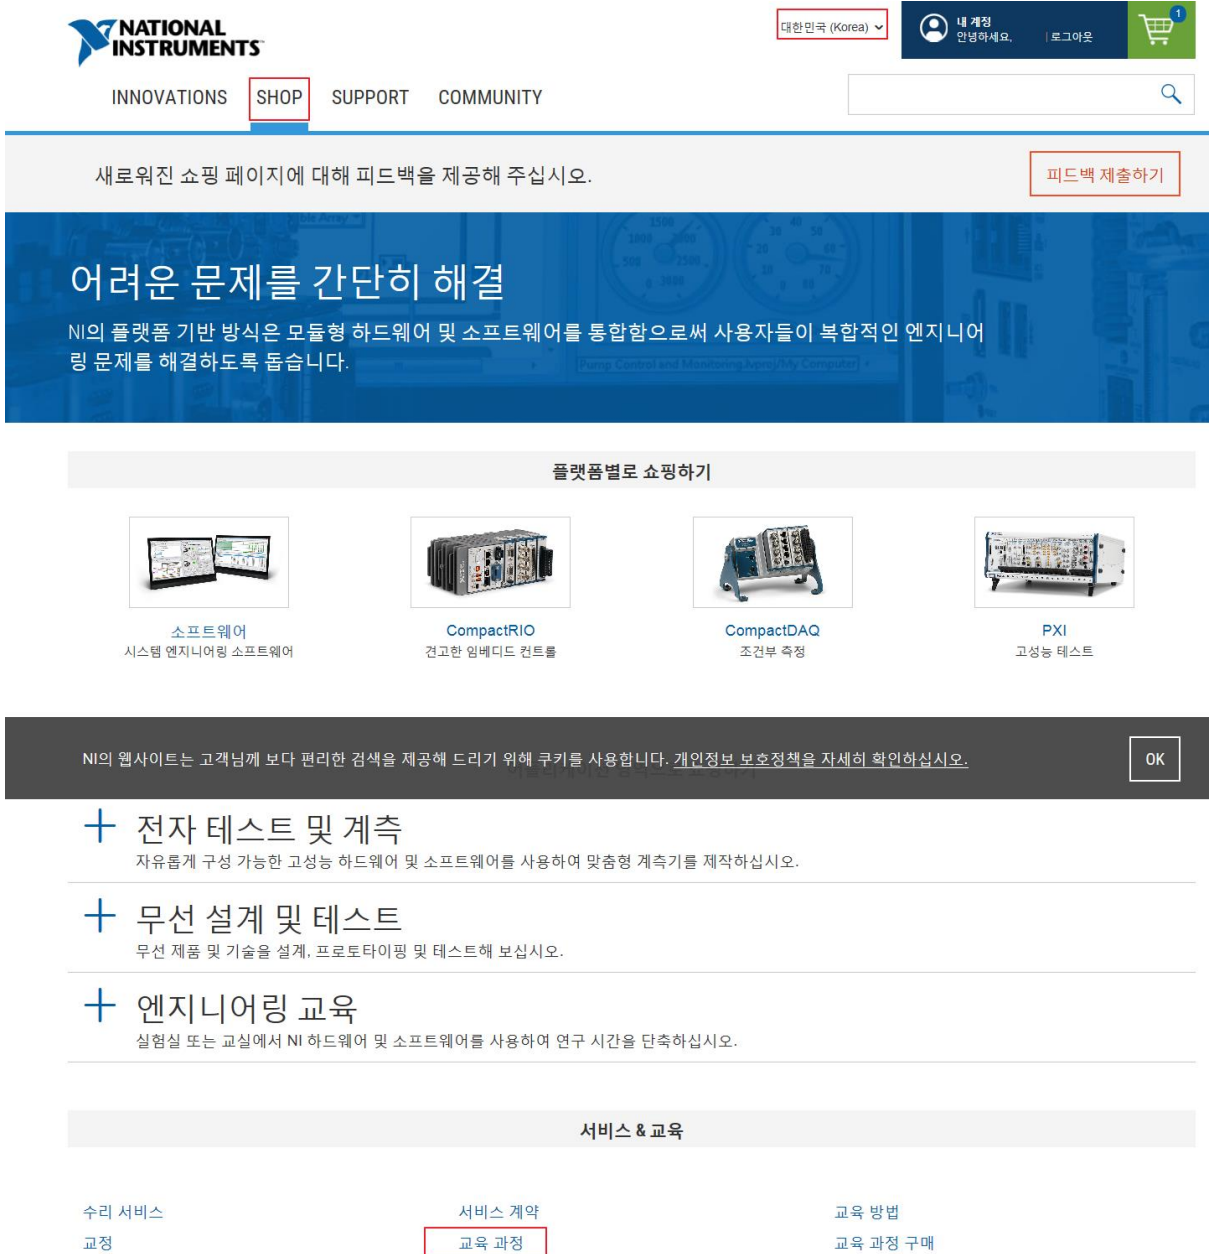 NATIONAL
INSTRUMENTS
대한민국 (Korea)
내 계정
안녕하세요,
로그아웃
1
INNOVATIONS SHOP SUPPORT COMMUNITY
새로워진 쇼핑 페이지에 대해 피드백을 제공해 주십시오.
피드백 제출하기
어려운 문제를 간단히 해결
NI의 플랫폼 기반 방식은 모듈형 하드웨어 및 소프트웨어를 통합함으로써 사용자들이 복합적인 엔지니어
링 문제를 해결하도록 돕습니다.
Pump Control and Monitoring.lvproj/My Computer
플랫폼별로 쇼핑하기
소프트웨어
시스템 엔지니어링 소프트웨어
CompactRIO
견고한 임베디드 컨트롤
CompactDAQ
조건부 측정
PXI
고성능 테스트
NI의 웹사이트는 고객님께 보다 편리한 검색을 제공해 드리기 위해 쿠키를 사용합니다. 개인정보 보호정책을 자세히 확인하십시오.
OK
전자 테스트 및 계측
자유롭게 구성 가능한 고성능 하드웨어 및 소프트웨어를 사용하여 맞춤형 계측기를 제작하십시오.
무선 설계 및 테스트
무선 제품 및 기술을 설계, 프로토타이핑 및 테스트해 보십시오.
엔지니어링 교육
실험실 또는 교실에서 NI 하드웨어 및 소프트웨어를 사용하여 연구 시간을 단축하십시오.
서비스 & 교육
수리 서비스
서비스 계약
교육 방법
교정
교육 과정
교육 과정 구매